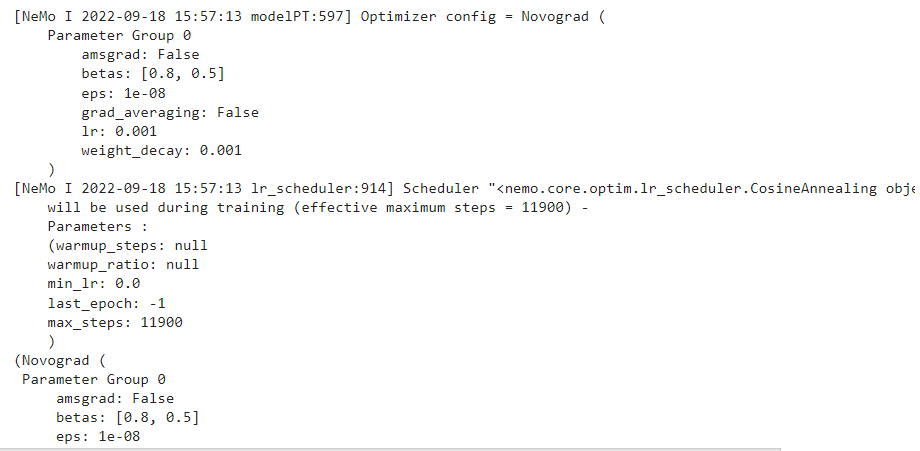 [NeMo I 2022-09-18 15:57:13 modelPT:597] Optimizer config = Novograd (
Parameter Group 0
amsgrad: False
betas: [0.8, 0.5]
eps: 1e-08
grad_averaging: False
lr: 0.001
weight_decay: 0.001
)
[NeMo I 2022-09-18 15:57:13 lr_scheduler:914] Scheduler "<nemo.core.optim.lr_scheduler.CosineAnnealing obje
will be used during training (effective maximum steps = 11900) -
Parameters :
(warmup_steps: null
warmup_ratio: null
min_lr: 0.0
last_epoch: -1
max_steps: 11900
)
(Novograd (
Parameter Group 0
amsgrad: False
betas: [0.8, 0.5]
eps: 1e-08